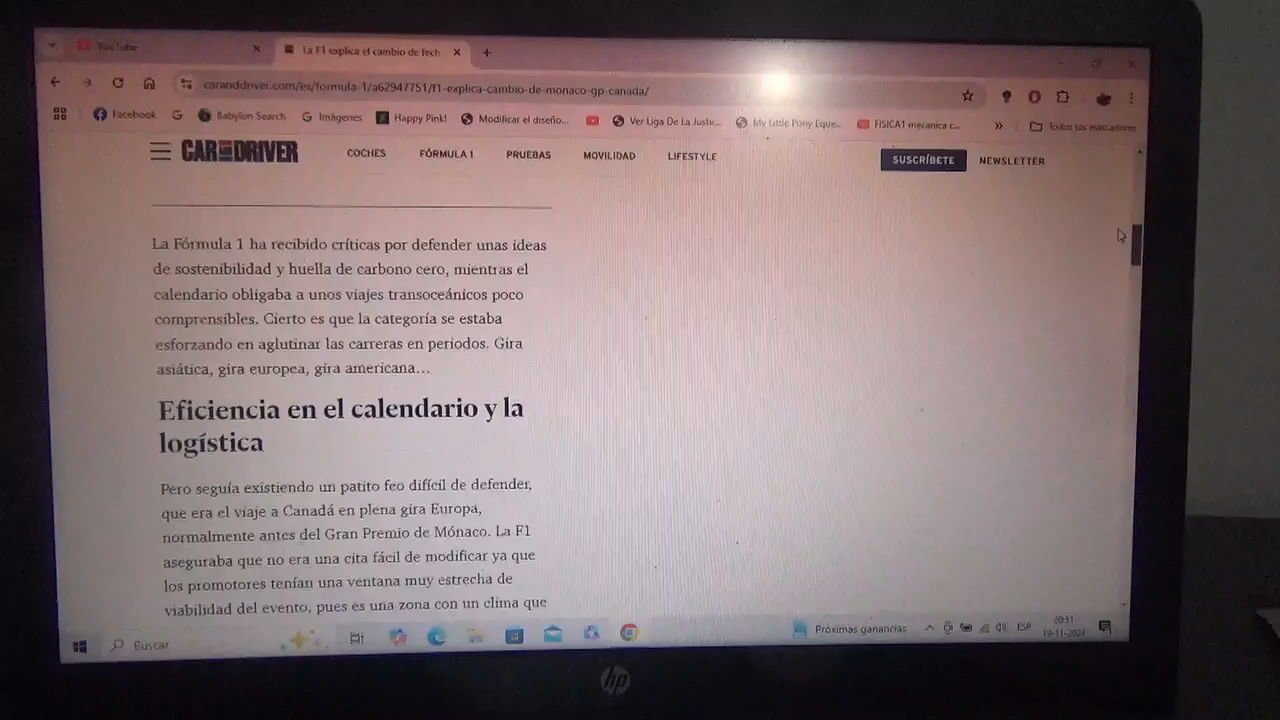 YouTube
La F1 explica el cambio de fech
caranddriver.com/es/formula-1/a62947751/f1-explica-cambio-de-monaco-gp-canada/
Facebook
Babylon Search
Imágenes
Happy Pink!
Modificar el diseño...
Ver Liga De La Justic...
My Little Pony Eque...
FISICA1 mecanica c...
»
Todos los marcadores
CAR AND DRIVER
COCHES
FÓRMULA 1
PRUEBAS
MOVILIDAD
LIFESTYLE
SUSCRÍBETE
NEWSLETTER
La Fórmula 1 ha recibido críticas por defender unas ideas
de sostenibilidad y huella de carbono cero, mientras el
calendario obligaba a unos viajes transoceánicos poco
comprensibles. Cierto es que la categoría se estaba
esforzando en aglutinar las carreras en periodos. Gira
asiática, gira europea, gira americana...
Eficiencia en el calendario y la
logística
Pero seguía existiendo un patito feo difícil de defender,
que era el viaje a Canadá en plena gira Europa,
normalmente antes del Gran Premio de Mónaco. La F1
aseguraba que no era una cita fácil de modificar ya que
los promotores tenían una ventana muy estrecha de
viabilidad del evento, pues es una zona con un clima que
Buscar
Próximas ganancias
ESP
20:51
19-11-2024
hp